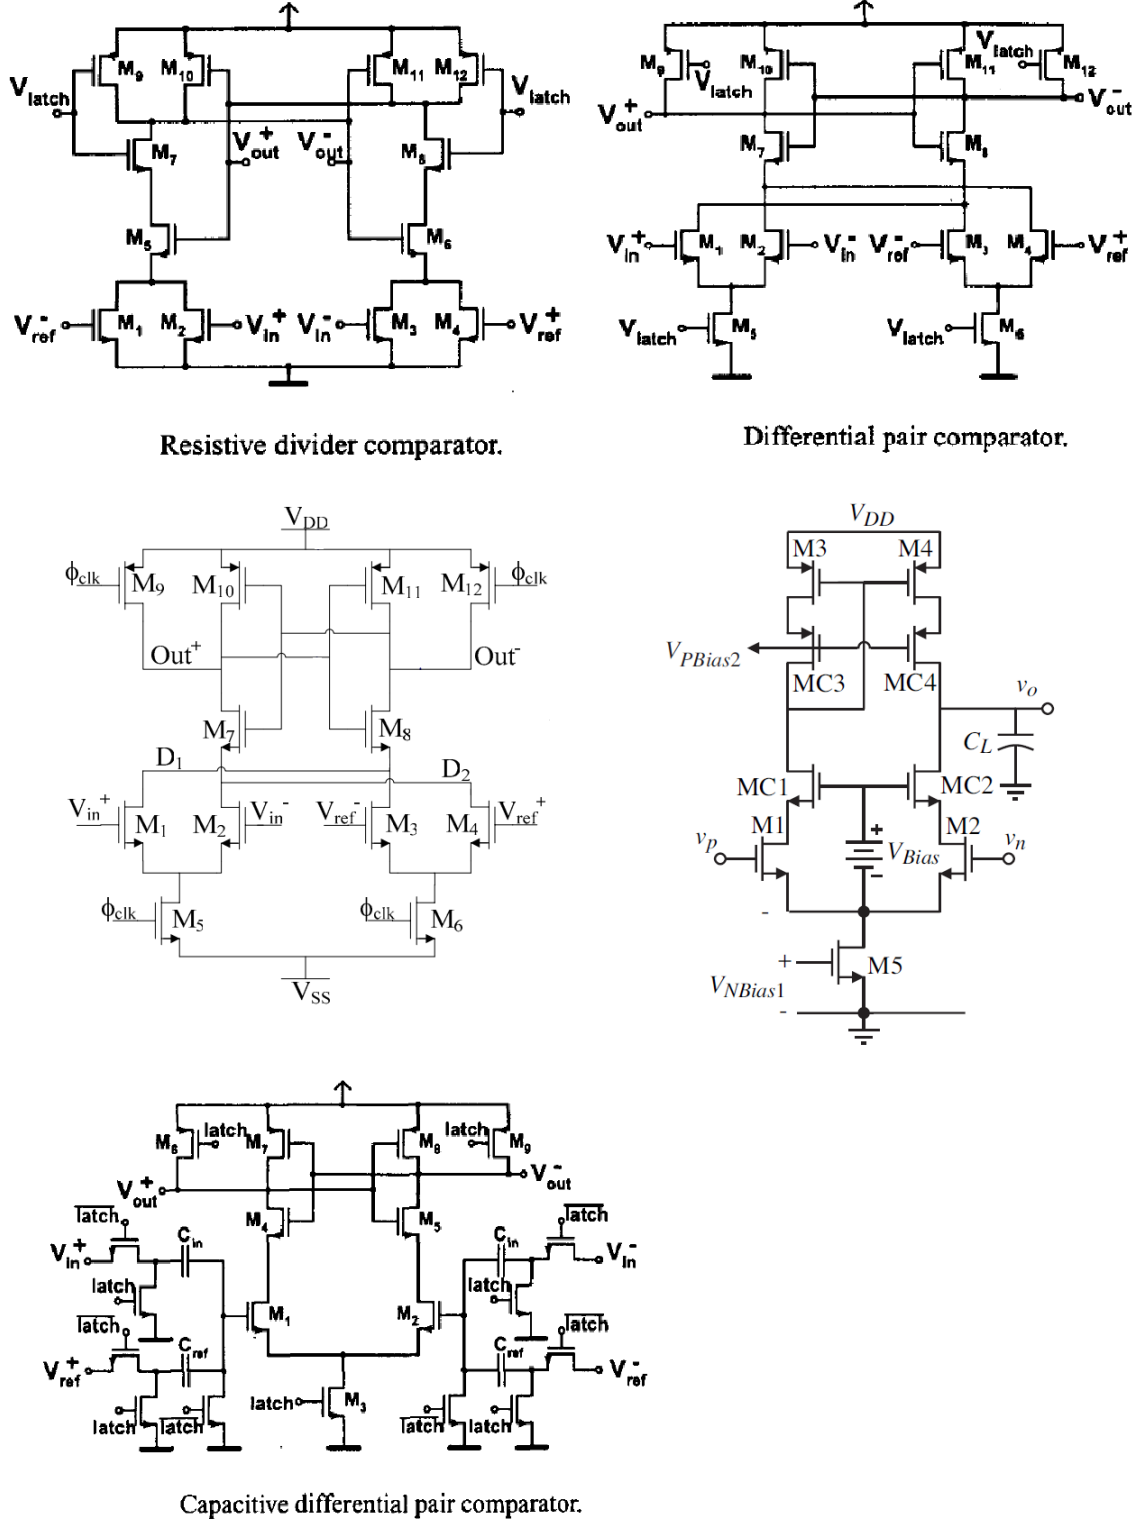 M9 M10 M11 M12
Vlatch Vlatch
M7 V+out V-out M8
M5 M6
V-ref M1 M2 V+in V-in M3 M4 V+ref
Resistive divider comparator.
M9 Vlatch M10 M11 Vlatch M12
V+out V-out
M7 M8
V+in M1 M2 V-in V-ref M3 M4 V+ref
Vlatch M5 Vlatch M6
Differential pair comparator.
VDD
ϕclk M9 M10 M11 M12 ϕclk
Out+ Out-
M7 M8
D1 D2
Vin+ M1 M2 Vin- Vref- M3 M4 Vref+
ϕclk M5 ϕclk M6
VSS
VDD
M3 M4
VPBias2
MC3 MC4 vo
CL
MC1 MC2
M1 M2
vp + VBias vn
-
-
+ M5
VNBias1
-
M6 latch M7 M8 latch M9
V+out V-out
latch M4 M5 latch
V+in Cin Cin V-in
latch M1 M2 latch
latch latch
V+ref Cref Cref V-ref
latch latch latch M3 latch latch
Capacitive differential pair comparator.